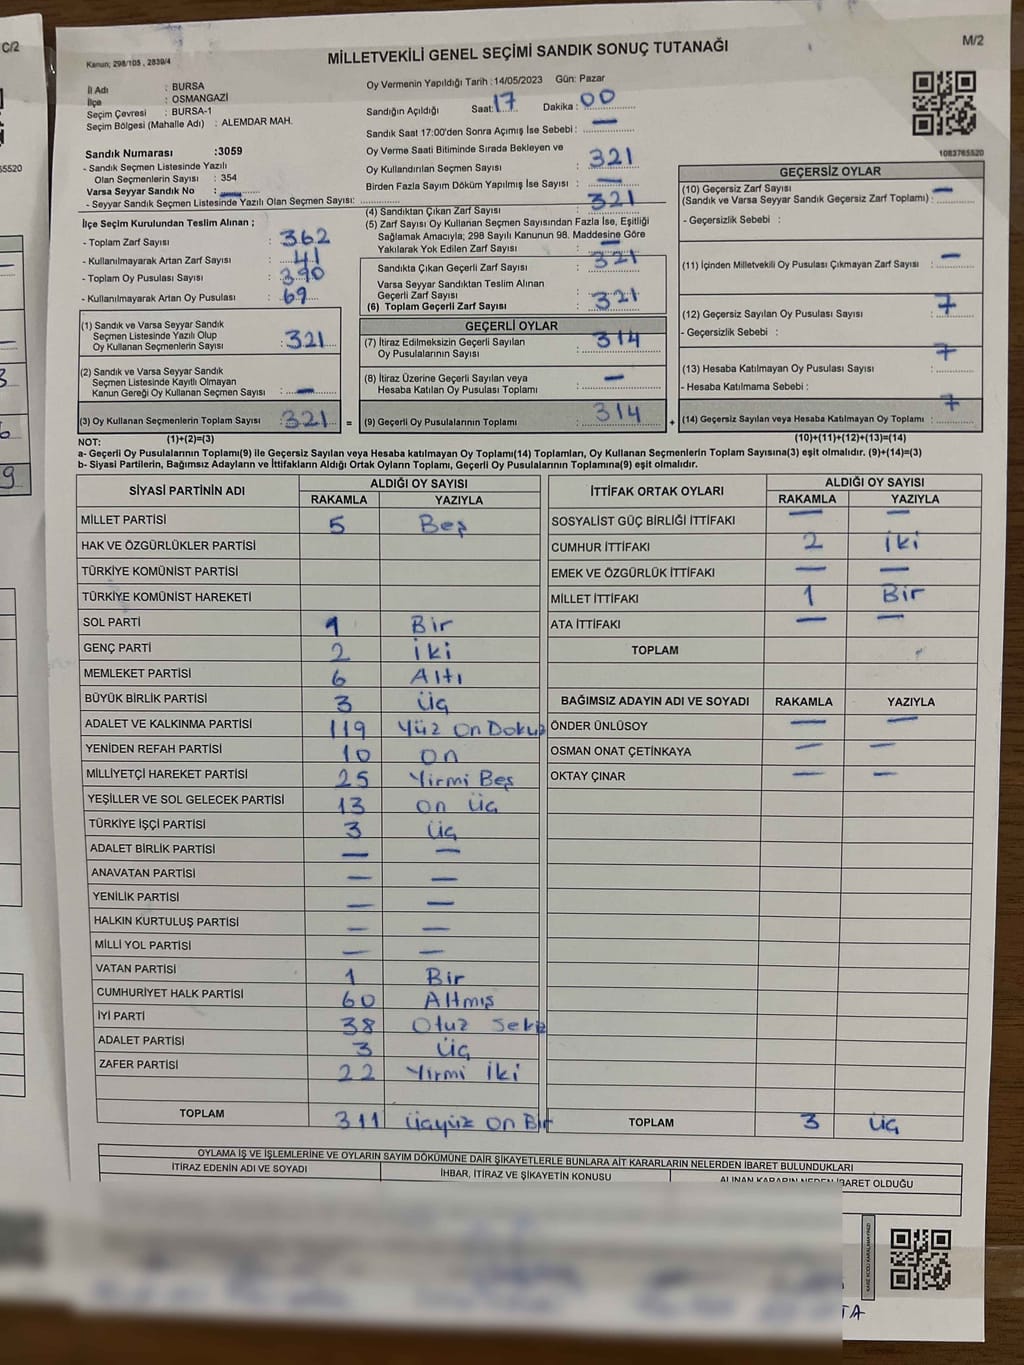 C/2
M/2
Kanun; 298/105 , 2839/4
MİLLETVEKİLİ GENEL SEÇİMİ SANDIK SONUÇ TUTANAĞI
İl Adı : BURSA
İlçe : OSMANGAZİ
Seçim Çevresi : BURSA-1
Seçim Bölgesi (Mahalle Adı) : ALEMDAR MAH.
Sandık Numarası :3059
- Sandık Seçmen Listesinde Yazılı
Olan Seçmenlerin Sayısı : 354
Varsa Seyyar Sandık No : —
- Seyyar Sandık Seçmen Listesinde Yazılı Olan Seçmen Sayısı:
Oy Vermenin Yapıldığı Tarih : 14/05/2023 Gün: Pazar
Sandığın Açıldığı Saat: 17 Dakika : 00
Sandık Saat 17:00'den Sonra Açımış İse Sebebi : —
Oy Verme Saati Bitiminde Sırada Bekleyen ve
Oy Kullandırılan Seçmen Sayısı : 321
Birden Fazla Sayım Döküm Yapılmış İse Sayısı : —
(4) Sandıktan Çıkan Zarf Sayısı : 321
(5) Zarf Sayısı Oy Kullanan Seçmen Sayısından Fazla İse, Eşitliği
Sağlamak Amacıyla; 298 Sayılı Kanunun 98. Maddesine Göre
Yakılarak Yok Edilen Zarf Sayısı : —
1083765520
65520
İlçe Seçim Kurulundan Teslim Alınan ;
- Toplam Zarf Sayısı : 362
- Kullanılmayarak Artan Zarf Sayısı : 41
- Toplam Oy Pusulası Sayısı : 390
- Kullanılmayarak Artan Oy Pusulası : 69
Sandıkta Çıkan Geçerli Zarf Sayısı : 321
Varsa Seyyar Sandıktan Teslim Alınan
Geçerli Zarf Sayısı
(6) Toplam Geçerli Zarf Sayısı : 321
(1) Sandık ve Varsa Seyyar Sandık
Seçmen Listesinde Yazılı Olup
Oy Kullanan Seçmenlerin Sayısı : 321
(2) Sandık ve Varsa Seyyar Sandık
Seçmen Listesinde Kayıtlı Olmayan
Kanun Gereği Oy Kullanan Seçmen Sayısı : —
(3) Oy Kullanan Seçmenlerin Toplam Sayısı : 321
GEÇERLİ OYLAR
(7) İtiraz Edilmeksizin Geçerli Sayılan
Oy Pusulalarının Sayısı : 314
(8) İtiraz Üzerine Geçerli Sayılan veya
Hesaba Katılan Oy Pusulası Toplamı : —
= (9) Geçerli Oy Pusulalarının Toplamı : 314
GEÇERSİZ OYLAR
(10) Geçersiz Zarf Sayısı
(Sandık ve Varsa Seyyar Sandık Geçersiz Zarf Toplamı) : —
- Geçersizlik Sebebi :
(11) İçinden Milletvekili Oy Pusulası Çıkmayan Zarf Sayısı : —
(12) Geçersiz Sayılan Oy Pusulası Sayısı : 7
- Geçersizlik Sebebi :
(13) Hesaba Katılmayan Oy Pusulası Sayısı : 7
- Hesaba Katılmama Sebebi :
+ (14) Geçersiz Sayılan veya Hesaba Katılmayan Oy Toplamı : 7
NOT: (1)+(2)=(3) (10)+(11)+(12)+(13)=(14)
a- Geçerli Oy Pusulalarının Toplamı(9) ile Geçersiz Sayılan veya Hesaba katılmayan Oy Toplamı(14) Toplamları, Oy Kullanan Seçmenlerin Toplam Sayısına(3) eşit olmalıdır. (9)+(14)=(3)
b- Siyasi Partilerin, Bağımsız Adayların ve İttifakların Aldığı Ortak Oyların Toplamı, Geçerli Oy Pusulalarının Toplamına(9) eşit olmalıdır.
SİYASİ PARTİNİN ADI ALDIĞI OY SAYISI
RAKAMLA YAZIYLA
MİLLET PARTİSİ 5 Beş
HAK VE ÖZGÜRLÜKLER PARTİSİ
TÜRKİYE KOMÜNİST PARTİSİ
TÜRKİYE KOMÜNİST HAREKETİ
SOL PARTİ 1 Bir
GENÇ PARTİ 2 İki
MEMLEKET PARTİSİ 6 Altı
BÜYÜK BİRLİK PARTİSİ 3 Üç
ADALET VE KALKINMA PARTİSİ 119 Yüz On Dokuz
YENİDEN REFAH PARTİSİ 10 On
MİLLİYETÇİ HAREKET PARTİSİ 25 Yirmi Beş
YEŞİLLER VE SOL GELECEK PARTİSİ 13 On Üç
TÜRKİYE İŞÇİ PARTİSİ 3 Üç
ADALET BİRLİK PARTİSİ — —
ANAVATAN PARTİSİ — —
YENİLİK PARTİSİ — —
HALKIN KURTULUŞ PARTİSİ — —
MİLLİ YOL PARTİSİ — —
VATAN PARTİSİ 1 Bir
CUMHURİYET HALK PARTİSİ 60 Altmış
İYİ PARTİ 38 Otuz Sekiz
ADALET PARTİSİ 3 Üç
ZAFER PARTİSİ 22 Yirmi İki
TOPLAM 311 Üçyüz On Bir
İTTİFAK ORTAK OYLARI ALDIĞI OY SAYISI
RAKAMLA YAZIYLA
SOSYALİST GÜÇ BİRLİĞİ İTTİFAKI — —
CUMHUR İTTİFAKI 2 İki
EMEK VE ÖZGÜRLÜK İTTİFAKI — —
MİLLET İTTİFAKI 1 Bir
ATA İTTİFAKI — —
TOPLAM
BAĞIMSIZ ADAYIN ADI VE SOYADI RAKAMLA YAZIYLA
ÖNDER ÜNLÜSOY — —
OSMAN ONAT ÇETİNKAYA — —
OKTAY ÇINAR — —
TOPLAM 3 Üç
OYLAMA İŞ VE İŞLEMLERİNE VE OYLARIN SAYIM DÖKÜMÜNE DAİR ŞİKAYETLERLE BUNLARA AİT KARARLARIN NELERDEN İBARET BULUNDUKLARI
İTİRAZ EDENİN ADI VE SOYADI İHBAR, İTİRAZ VE ŞİKAYETİN KONUSU ALINAN KARARIN NEDEN İBARET OLDUĞU
TA